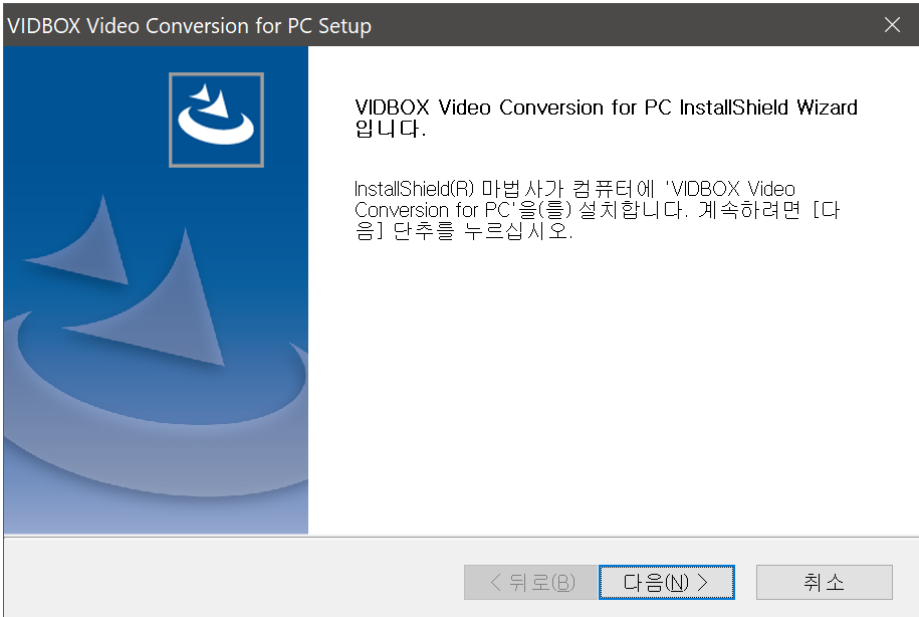 VIDBOX Video Conversion for PC Setup
VIDBOX Video Conversion for PC InstallShield Wizard
입니다.
InstallShield(R) 마법사가 컴퓨터에 'VIDBOX Video
Conversion for PC'을(를) 설치합니다. 계속하려면 [다
음] 단추를 누르십시오.
< 뒤로(B)
다음(N) >
취소